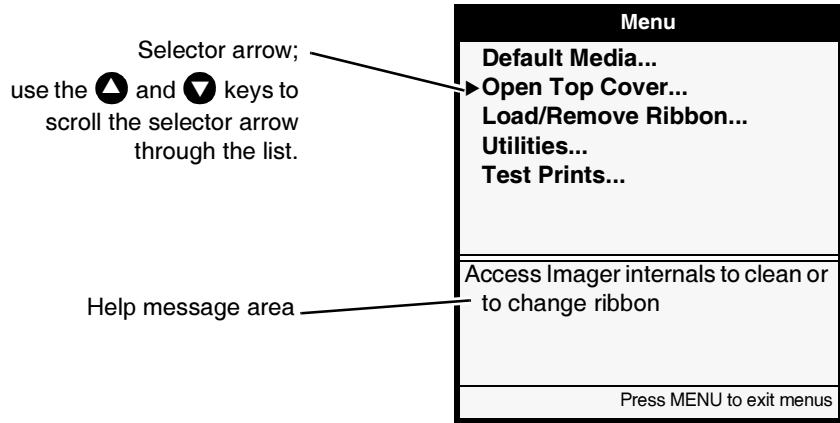 Selector arrow;
use the and keys to
scroll the selector arrow
through the list.
Help message area
Menu
Default Media...
Open Top Cover...
Load/Remove Ribbon...
Utilities...
Test Prints...
Access Imager internals to clean or
to change ribbon
Press MENU to exit menus